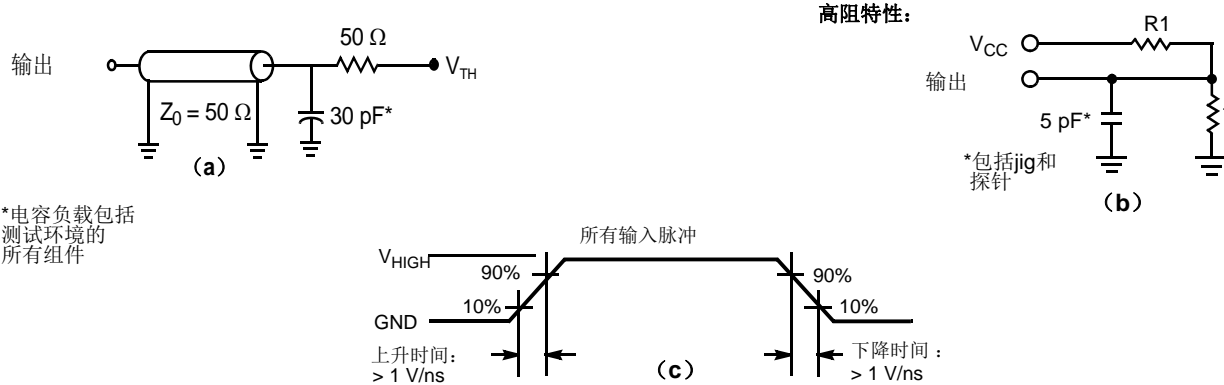 高阻特性：
输出
50 Ω
V_TH
Z_0 = 50 Ω
30 pF*
（a）
*电容负载包括
测试环境的
所有组件
R1
V_CC
输出
5 pF*
*包括jig和
探针
（b）
所有输入脉冲
V_HIGH
90%
90%
10%
10%
GND
上升时间：
> 1 V/ns
（c）
下降时间：
> 1 V/ns